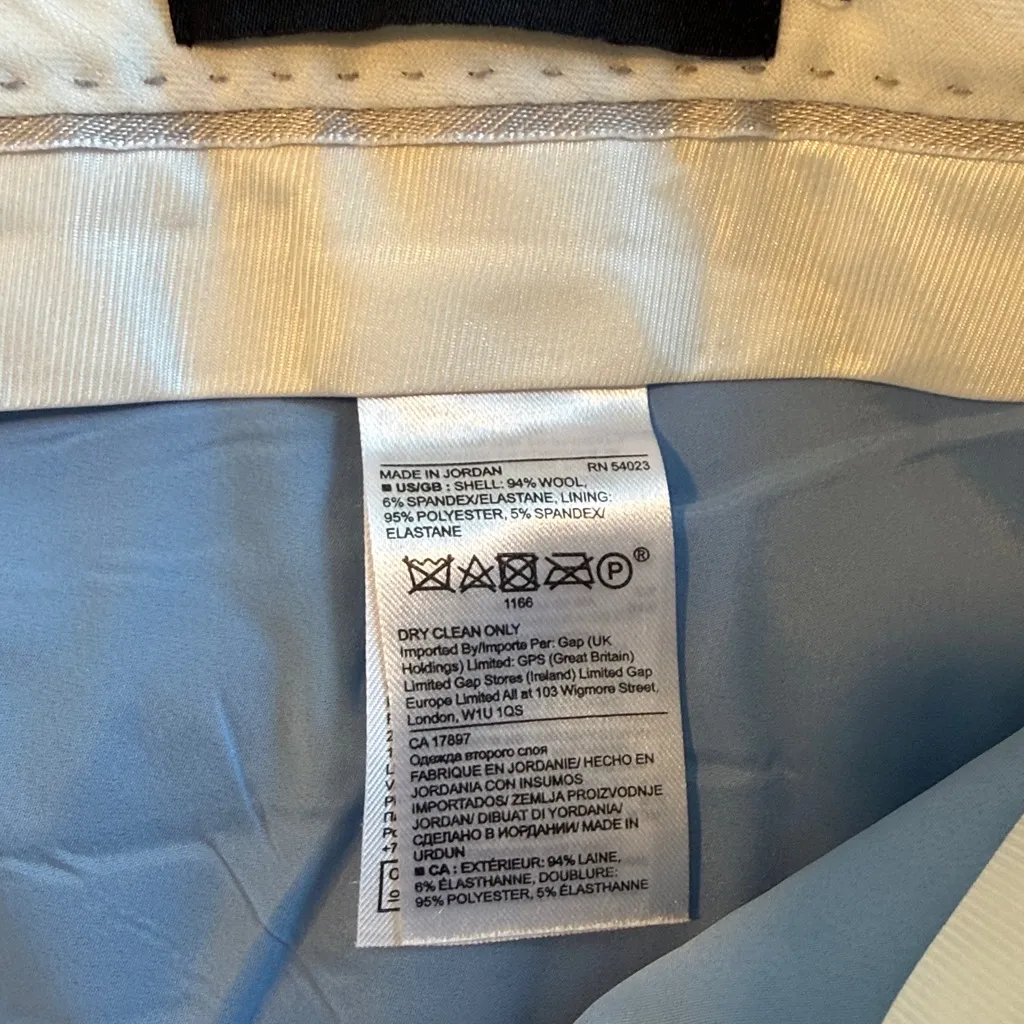 MADE IN JORDAN RN 54023
■ US/GB : SHELL: 94% WOOL,
6% SPANDEX/ELASTANE, LINING:
95% POLYESTER, 5% SPANDEX/
ELASTANE
P ®
1166
DRY CLEAN ONLY
Imported By/Importe Par: Gap (UK
Holdings) Limited: GPS (Great Britain)
Limited Gap Stores (Ireland) Limited Gap
Europe Limited All at 103 Wigmore Street,
London, W1U 1QS
CA 17897
Одежда второго слоя
FABRIQUE EN JORDANIE/ HECHO EN
JORDANIA CON INSUMOS
IMPORTADOS/ ZEMLJA PROIZVODNJE
JORDAN/ DIBUAT DI YORDANIA/
СДЕЛАНО В ИОРДАНИИ/ MADE IN
URDUN
■ CA : EXTÉRIEUR: 94% LAINE,
6% ÉLASTHANNE, DOUBLURE:
95% POLYESTER, 5% ÉLASTHANNE